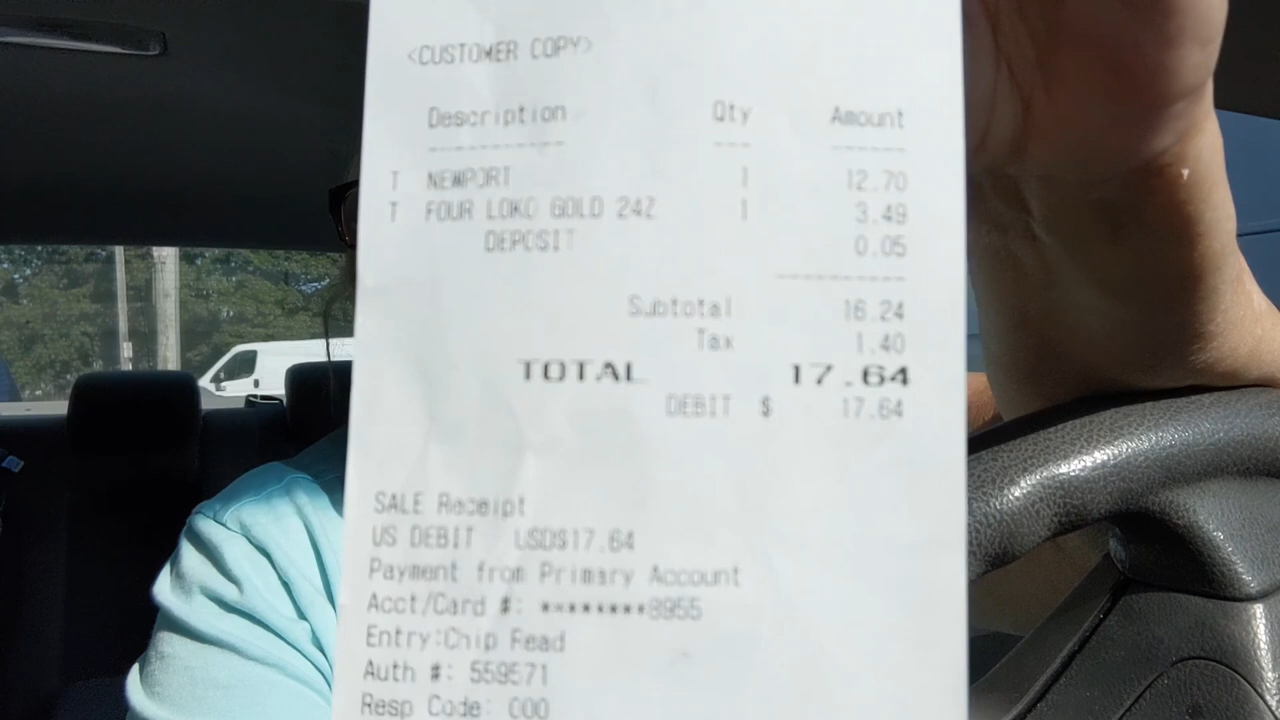 <CUSTOMER COPY>
Description Qty Amount
T NEWPORT 1 12.70
T FOUR LOKO GOLD 24Z 1 3.49
DEPOSIT 0.05
Subtotal 16.24
Tax 1.40
TOTAL 17.64
DEBIT $ 17.64
SALE Receipt
US DEBIT USD$17.64
Payment from Primary Account
Acct/Card #: ********8955
Entry:Chip Read
Auth #: 559571
Resp Code: 000